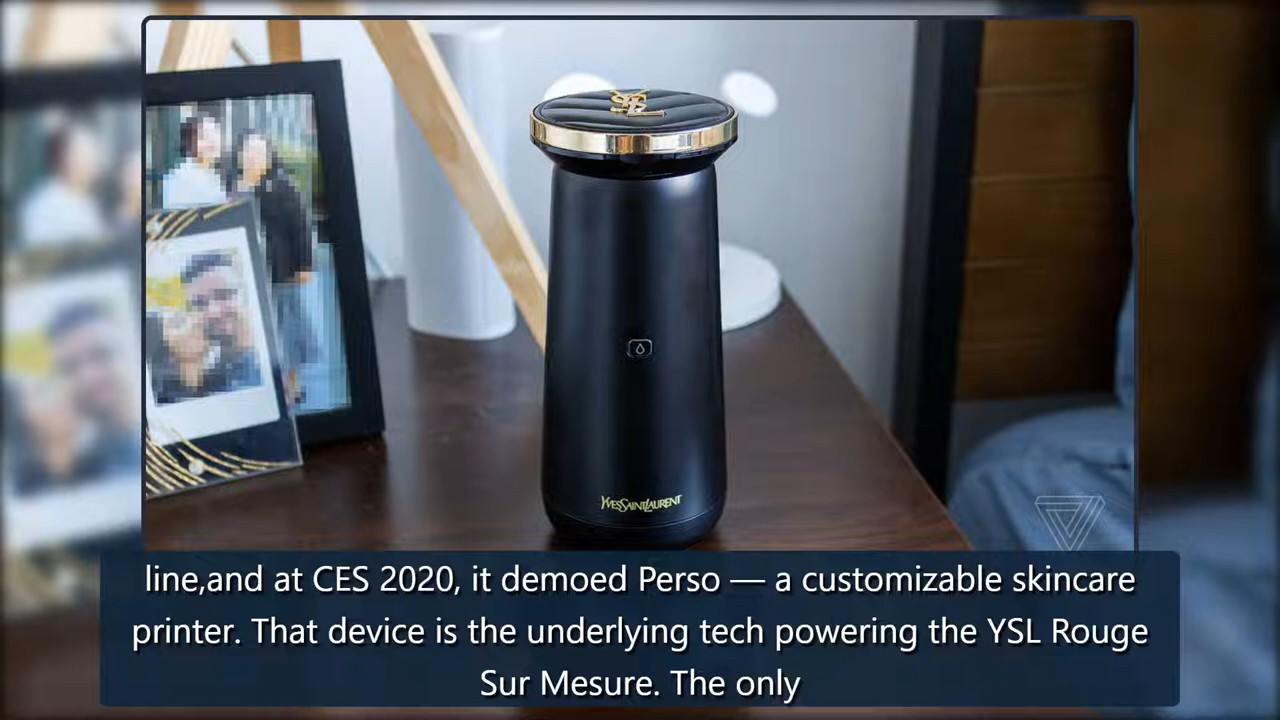 YSL
YVESSAINTLAURENT
line,and at CES 2020, it demoed Perso — a customizable skincare
printer. That device is the underlying tech powering the YSL Rouge
Sur Mesure. The only